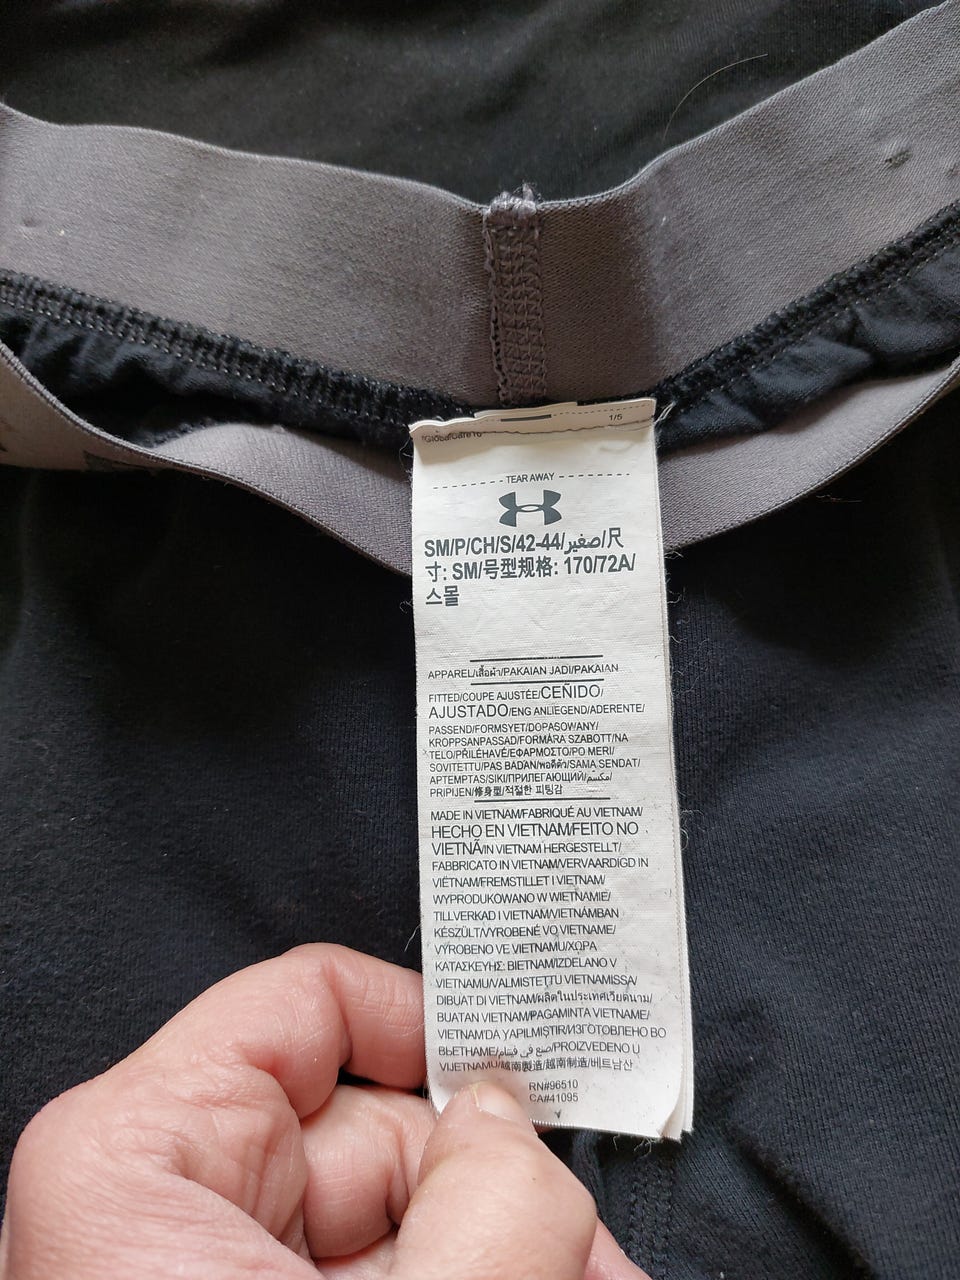 1/5
TEAR AWAY
SM/P/CH/S/42-44/صغير/尺
寸: SM/号型规格: 170/72A/
스몰
APPAREL/เสื้อผ้า/PAKAIAN JADI/PAKAIAN
FITTED/COUPE AJUSTÉE/CEÑIDO/
AJUSTADO/ENG ANLIEGEND/ADERENTE/
PASSEND/FORMSYET/DOPASOWANY/
KROPPSANPASSAD/FORMÁRA SZABOTT/NA
TELO/PŘILÉHAVÉ/ΕΦΑΡΜΟΣΤΟ/PO MERI/
SOVITETTU/PAS BADAN/พอดีตัว/SAMA SENDAT/
APTEMPTAS/SIKI/ПРИЛЕГАЮЩИЙ/مكسم/
PRIPIJEN/修身型/적절한 피팅감
MADE IN VIETNAM/FABRIQUÉ AU VIETNAM/
HECHO EN VIETNAM/FEITO NO
VIETNÃ/IN VIETNAM HERGESTELLT/
FABBRICATO IN VIETNAM/VERVAARDIGD IN
VIËTNAM/FREMSTILLET I VIETNAM/
WYPRODUKOWANO W WIETNAMIE/
TILLVERKAD I VIETNAM/VIETNÁMBAN
KÉSZÜLT/VYROBENÉ VO VIETNAME/
VYROBENO VE VIETNAMU/ΧΩΡΑ
ΚΑΤΑΣΚΕΥΗΣ: ΒΙΕΤΝΑΜ/IZDELANO V
VIETNAMU/VALMISTETTU VIETNAMISSA/
DIBUAT DI VIETNAM/ผลิตในประเทศเวียดนาม/
BUATAN VIETNAM/PAGAMINTA VIETNAME/
VIETNAM'DA YAPILMIŞTIR/ИЗГОТОВЛЕНО ВО
ВЬЕТНАМЕ/صنع في فيتنام/PROIZVEDENO U
VIJETNAMU/越南製造/越南制造/베트남산
RN#96510
CA#41095